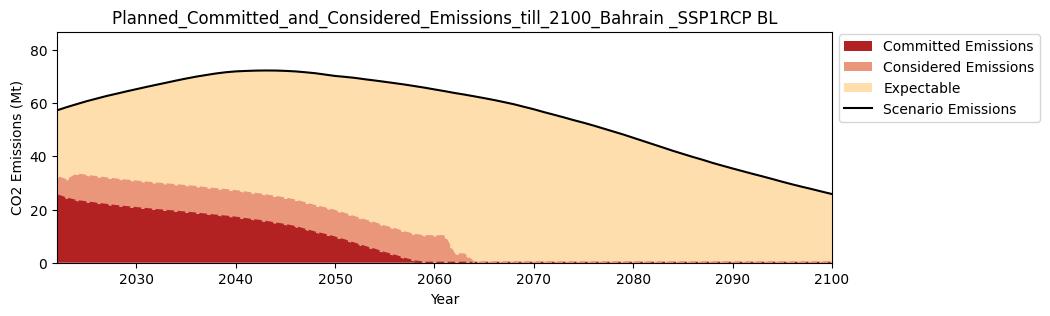 Planned_Committed_and_Considered_Emissions_till_2100_Bahrain _SSP1RCP BL
CO2 Emissions (Mt)
80
60
40
20
0
2030 2040 2050 2060 2070 2080 2090 2100
Year
Committed Emissions
Considered Emissions
Expectable
Scenario Emissions